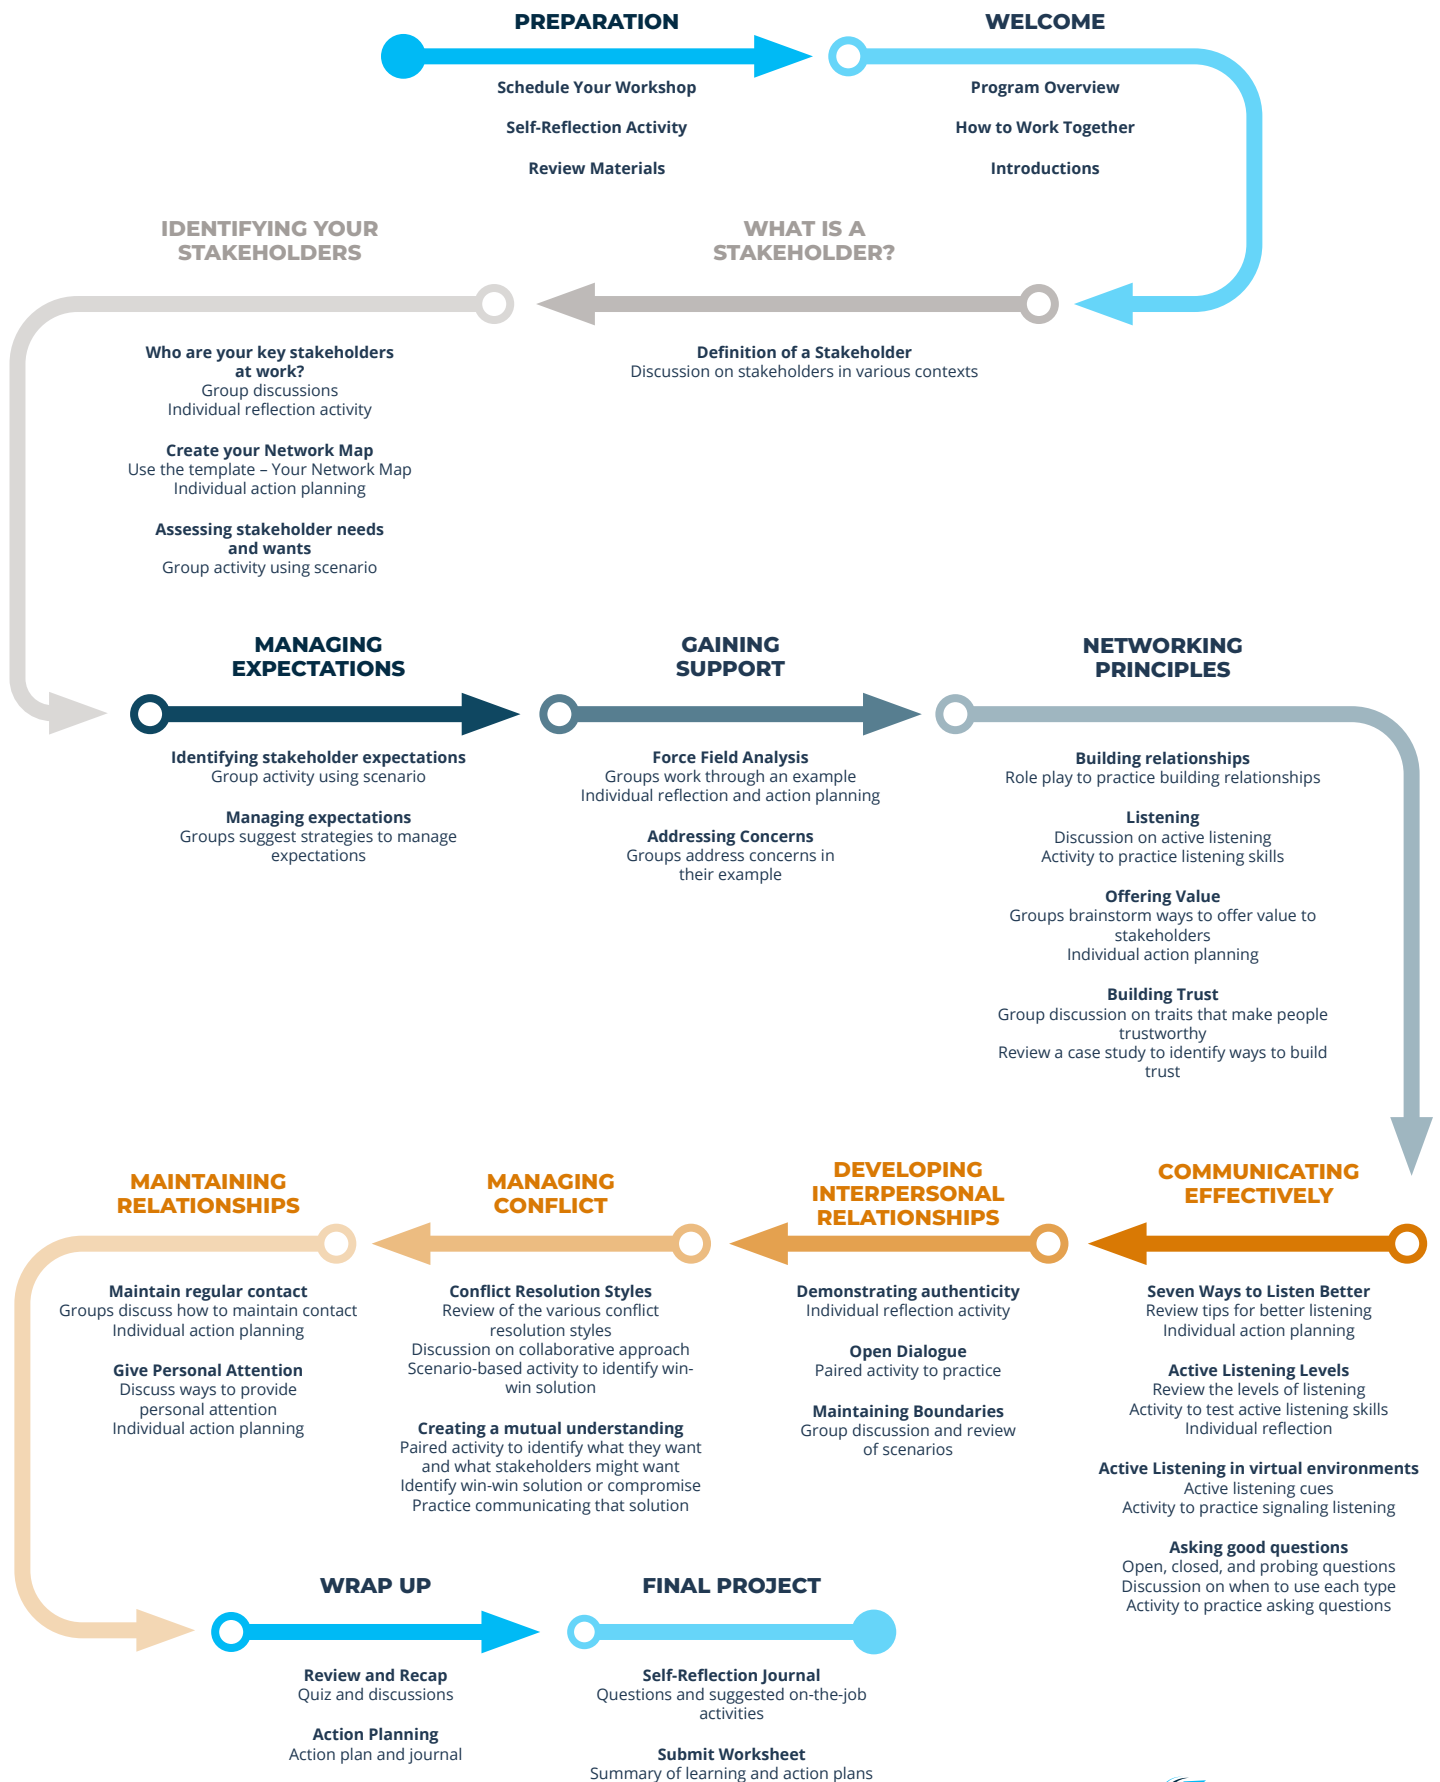 PREPARATION
Schedule Your Workshop
Self-Reflection Activity
Review Materials
WELCOME
Program Overview
How to Work Together
Introductions
WHAT IS A
STAKEHOLDER?
Definition of a Stakeholder
Discussion on stakeholders in various contexts
IDENTIFYING YOUR
STAKEHOLDERS
Who are your key stakeholders
at work?
Group discussions
Individual reflection activity
Create your Network Map
Use the template – Your Network Map
Individual action planning
Assessing stakeholder needs
and wants
Group activity using scenario
MANAGING
EXPECTATIONS
Identifying stakeholder expectations
Group activity using scenario
Managing expectations
Groups suggest strategies to manage
expectations
GAINING
SUPPORT
Force Field Analysis
Groups work through an example
Individual reflection and action planning
Addressing Concerns
Groups address concerns in
their example
NETWORKING
PRINCIPLES
Building relationships
Role play to practice building relationships
Listening
Discussion on active listening
Activity to practice listening skills
Offering Value
Groups brainstorm ways to offer value to
stakeholders
Individual action planning
Building Trust
Group discussion on traits that make people
trustworthy
Review a case study to identify ways to build
trust
COMMUNICATING
EFFECTIVELY
Seven Ways to Listen Better
Review tips for better listening
Individual action planning
Active Listening Levels
Review the levels of listening
Activity to test active listening skills
Individual reflection
Active Listening in virtual environments
Active listening cues
Activity to practice signaling listening
Asking good questions
Open, closed, and probing questions
Discussion on when to use each type
Activity to practice asking questions
DEVELOPING
INTERPERSONAL
RELATIONSHIPS
Demonstrating authenticity
Individual reflection activity
Open Dialogue
Paired activity to practice
Maintaining Boundaries
Group discussion and review
of scenarios
MANAGING
CONFLICT
Conflict Resolution Styles
Review of the various conflict
resolution styles
Discussion on collaborative approach
Scenario-based activity to identify win-
win solution
Creating a mutual understanding
Paired activity to identify what they want
and what stakeholders might want
Identify win-win solution or compromise
Practice communicating that solution
MAINTAINING
RELATIONSHIPS
Maintain regular contact
Groups discuss how to maintain contact
Individual action planning
Give Personal Attention
Discuss ways to provide
personal attention
Individual action planning
WRAP UP
Review and Recap
Quiz and discussions
Action Planning
Action plan and journal
FINAL PROJECT
Self-Reflection Journal
Questions and suggested on-the-job
activities
Submit Worksheet
Summary of learning and action plans